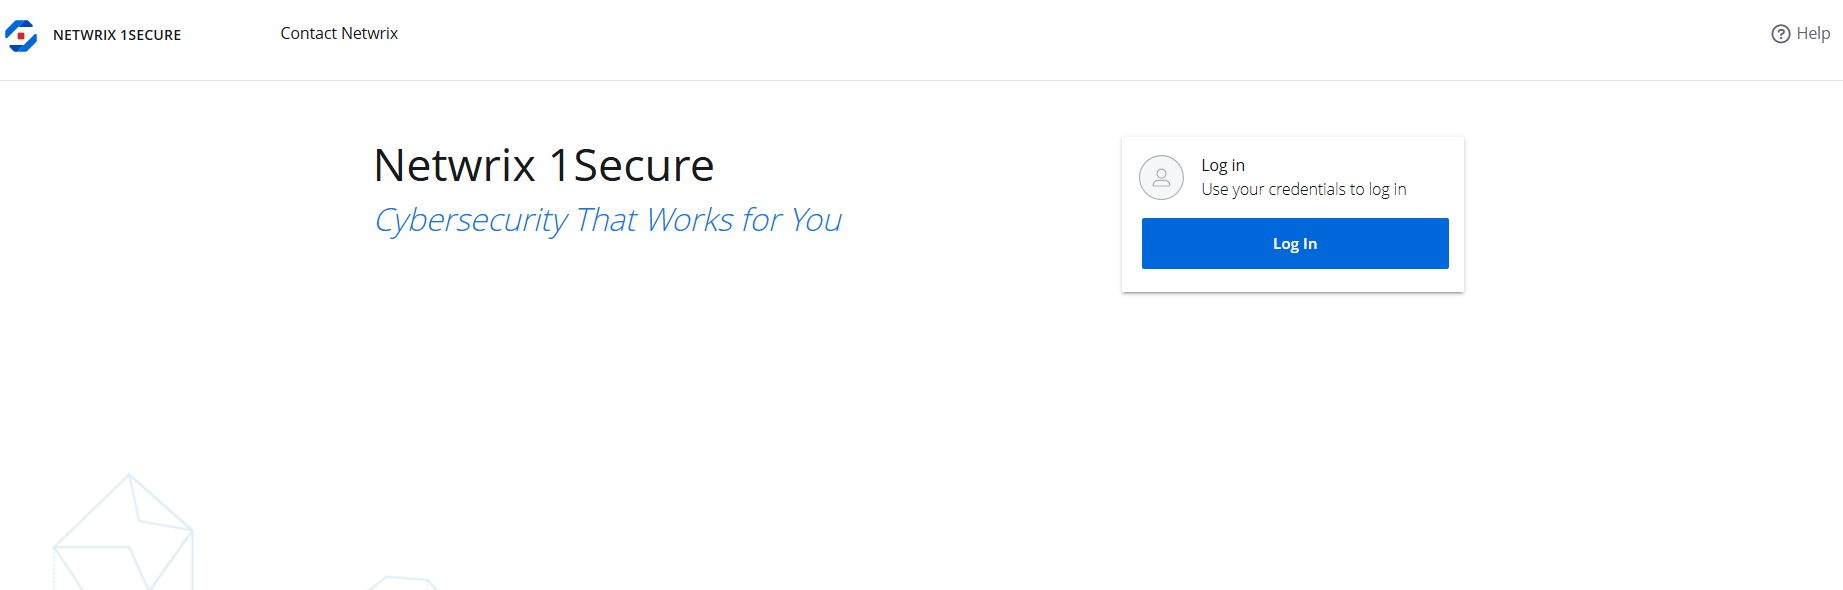 NETWRIX 1SECURE
Contact Netwrix
Help
Netwrix 1Secure
Cybersecurity That Works for You
Log in
Use your credentials to log in
Log In